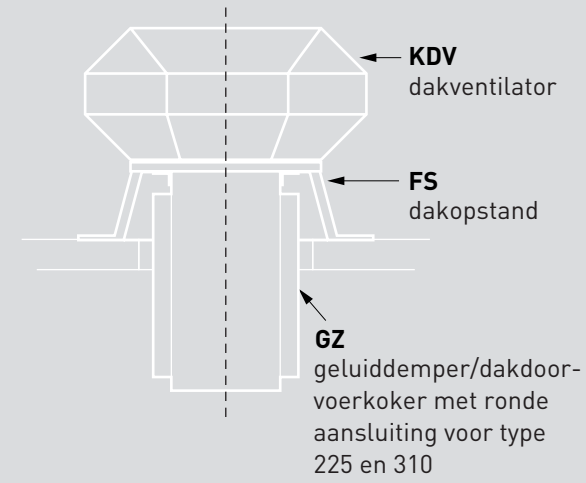 KDV
dakventilator
FS
dakopstand
GZ
geluiddemper/dakdoor-
voerkoker met ronde
aansluiting voor type
225 en 310